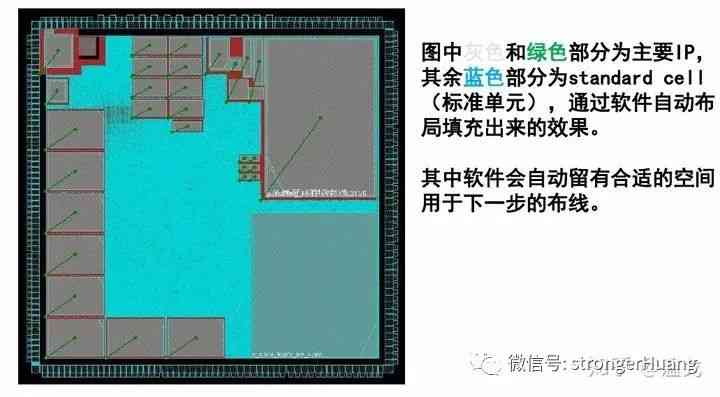 图中灰色和绿色部分为主要IP，
其余蓝色部分为standard cell
（标准单元），通过软件自动布
局填充出来的效果。
其中软件会自动留有合适的空间
用于下一步的布线。
微信号: strongerHuang